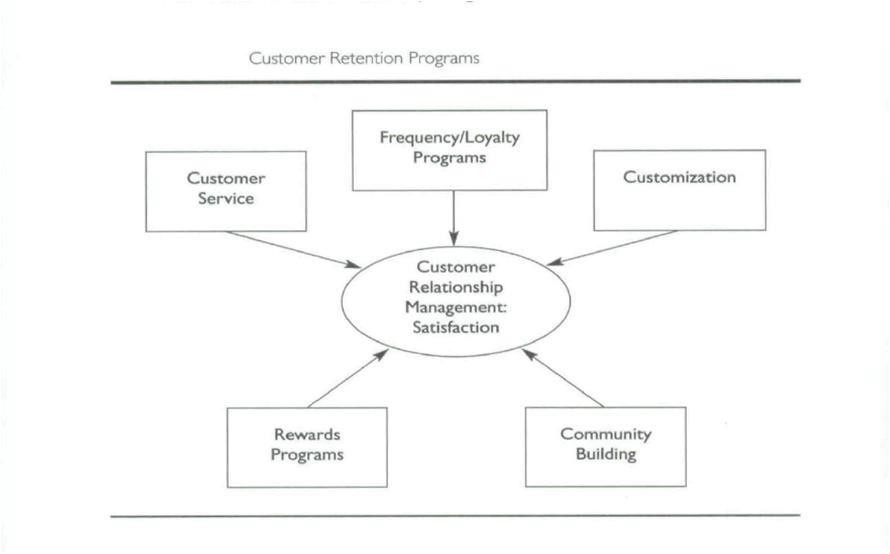 Customer Retention Programs
Frequency/Loyalty
Programs
Customer
Service
Customization
Customer
Relationship
Management:
Satisfaction
Rewards
Programs
Community
Building